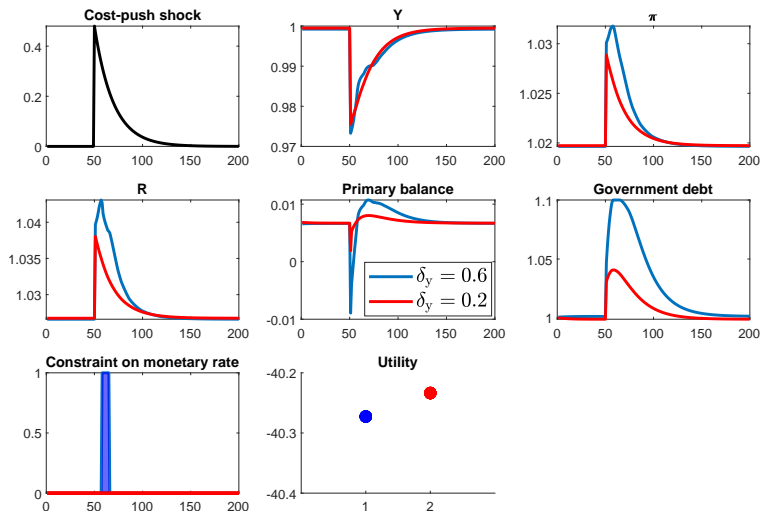 Cost-push shock
0.4
0.2
0
0 50 100 150 200
Y
1
0.99
0.98
0.97
0 50 100 150 200
π
1.03
1.025
1.02
0 50 100 150 200
R
1.04
1.035
1.03
0 50 100 150 200
Primary balance
0.01
0
-0.01
0 50 100 150 200
δy = 0.6
δy = 0.2
Government debt
1.1
1.05
1
0 50 100 150 200
Constraint on monetary rate
1
0.5
0
0 50 100 150 200
Utility
-40.2
-40.3
-40.4
1 2